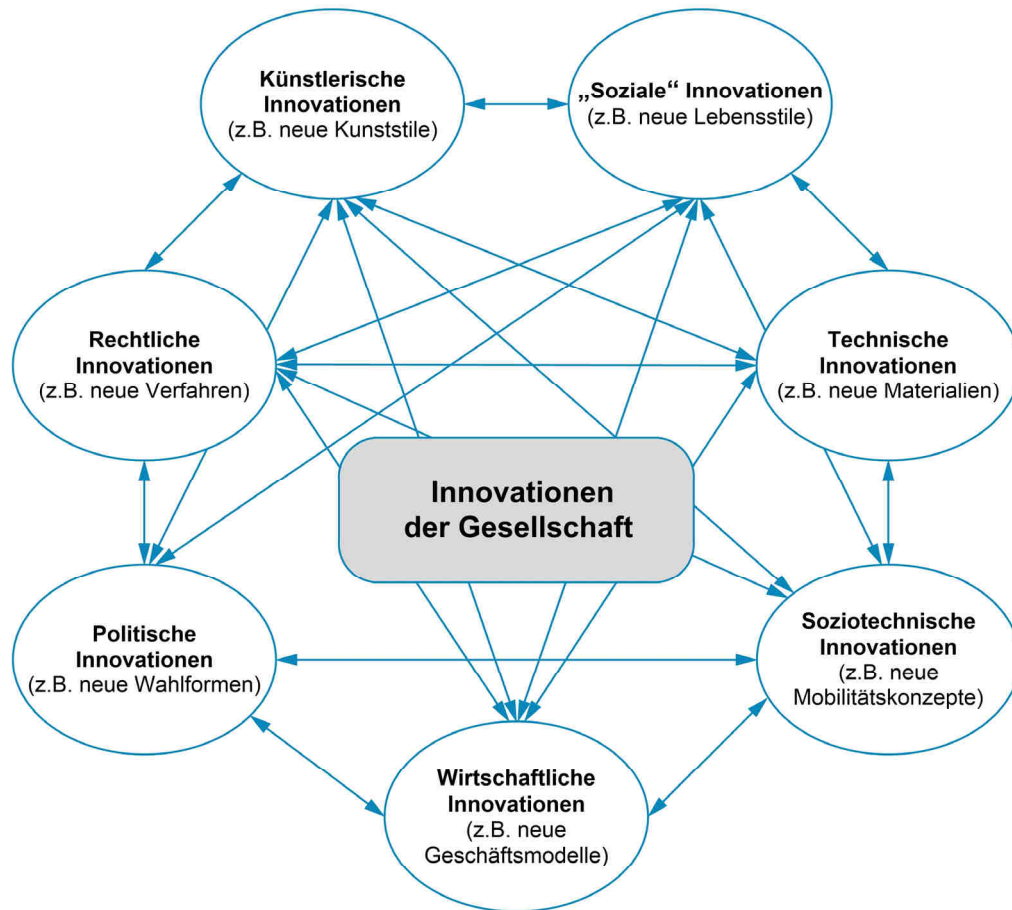 Künstlerische
Innovationen
(z.B. neue Kunststile)
„Soziale“ Innovationen
(z.B. neue Lebensstile)
Rechtliche
Innovationen
(z.B. neue Verfahren)
Technische
Innovationen
(z.B. neue Materialien)
Innovationen
der Gesellschaft
Politische
Innovationen
(z.B. neue Wahlformen)
Soziotechnische
Innovationen
(z.B. neue
Mobilitätskonzepte)
Wirtschaftliche
Innovationen
(z.B. neue
Geschäftsmodelle)